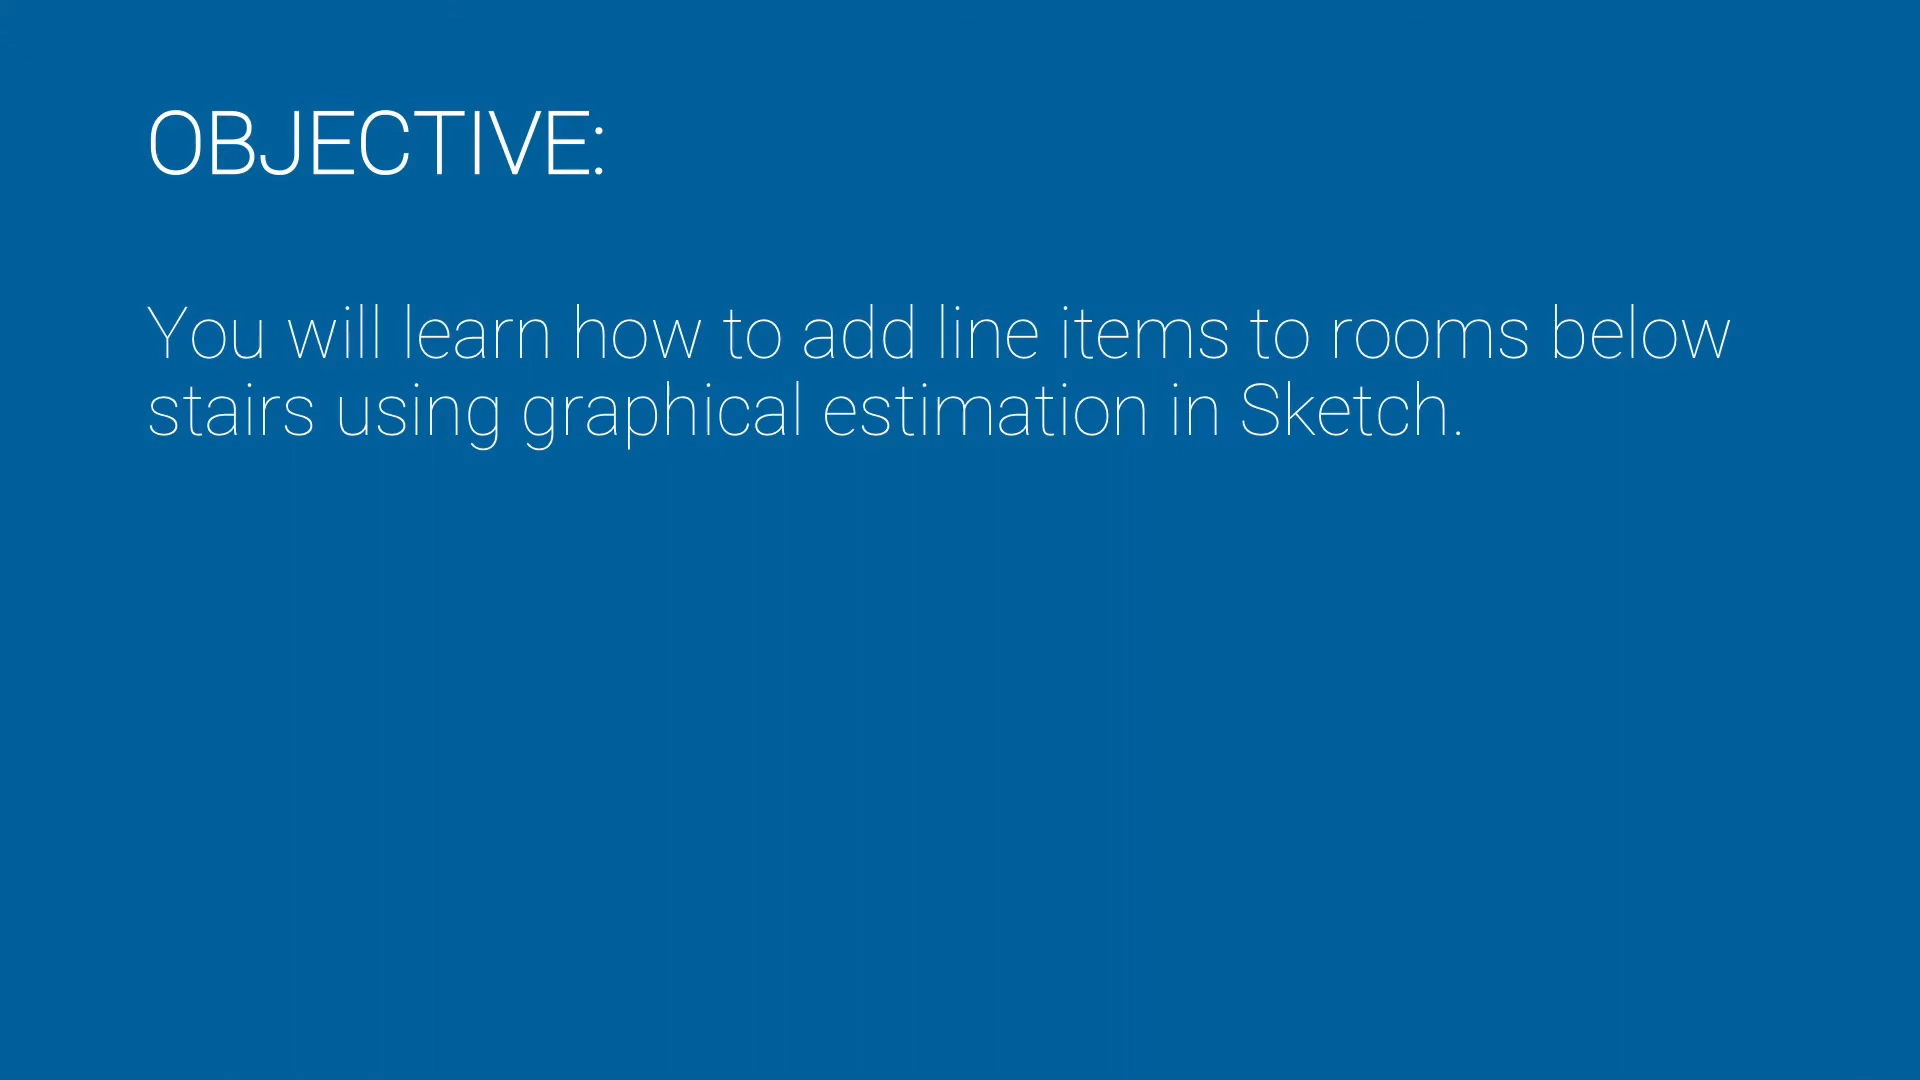 OBJECTIVE:
You will learn how to add line items to rooms below
stairs using graphical estimation in Sketch.